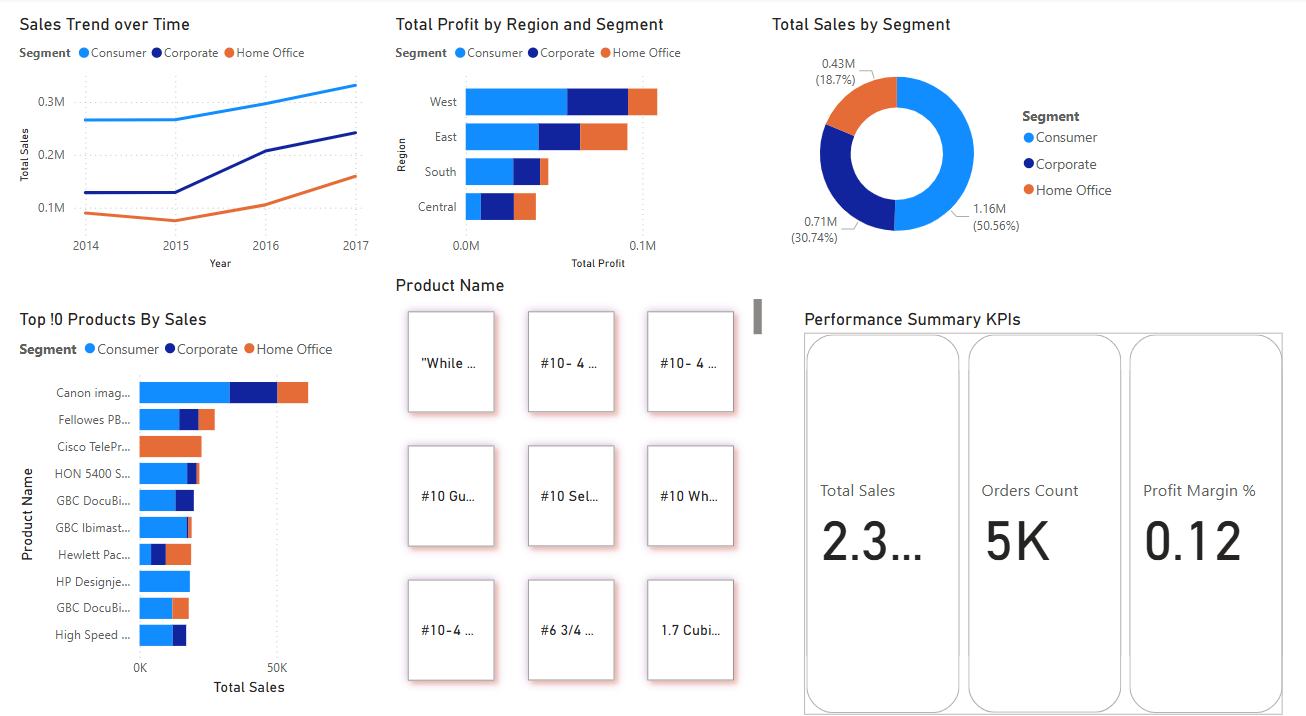 Sales Trend over Time
Segment Consumer Corporate Home Office
0.3M
0.2M
0.1M
Total Sales
2014 2015 2016 2017
Year
Total Profit by Region and Segment
Segment Consumer Corporate Home Office
West
East
South
Central
Region
0.0M 0.1M
Total Profit
Total Sales by Segment
0.43M
(18.7%)
0.71M
(30.74%)
1.16M
(50.56%)
Segment
Consumer
Corporate
Home Office
Top !0 Products By Sales
Segment Consumer Corporate Home Office
Product Name
Canon imag...
Fellowes PB...
Cisco TelePr...
HON 5400 S...
GBC DocuBi...
GBC Ibimast...
Hewlett Pac...
HP Designje...
GBC DocuBi...
High Speed ...
0K 50K
Total Sales
Product Name
"While ... #10- 4 ... #10- 4 ...
#10 Gu... #10 Sel... #10 Wh...
#10-4 ... #6 3/4 ... 1.7 Cubi...
Performance Summary KPIs
Total Sales
2.3...
Orders Count
5K
Profit Margin %
0.12